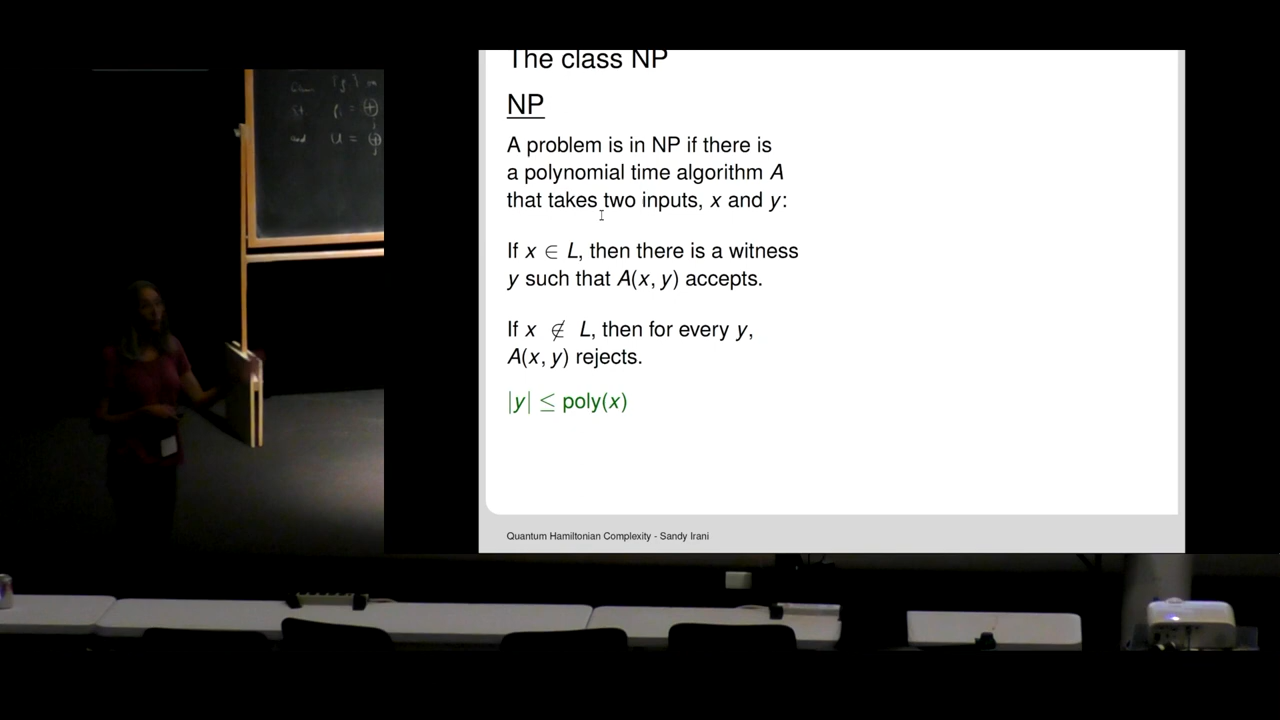 St.
and U = ⊕
The class NP
NP
A problem is in NP if there is
a polynomial time algorithm A
that takes two inputs, x and y:
If x ∈ L, then there is a witness
y such that A(x, y) accepts.
If x ∉ L, then for every y,
A(x, y) rejects.
|y| ≤ poly(x)
Quantum Hamiltonian Complexity - Sandy Irani